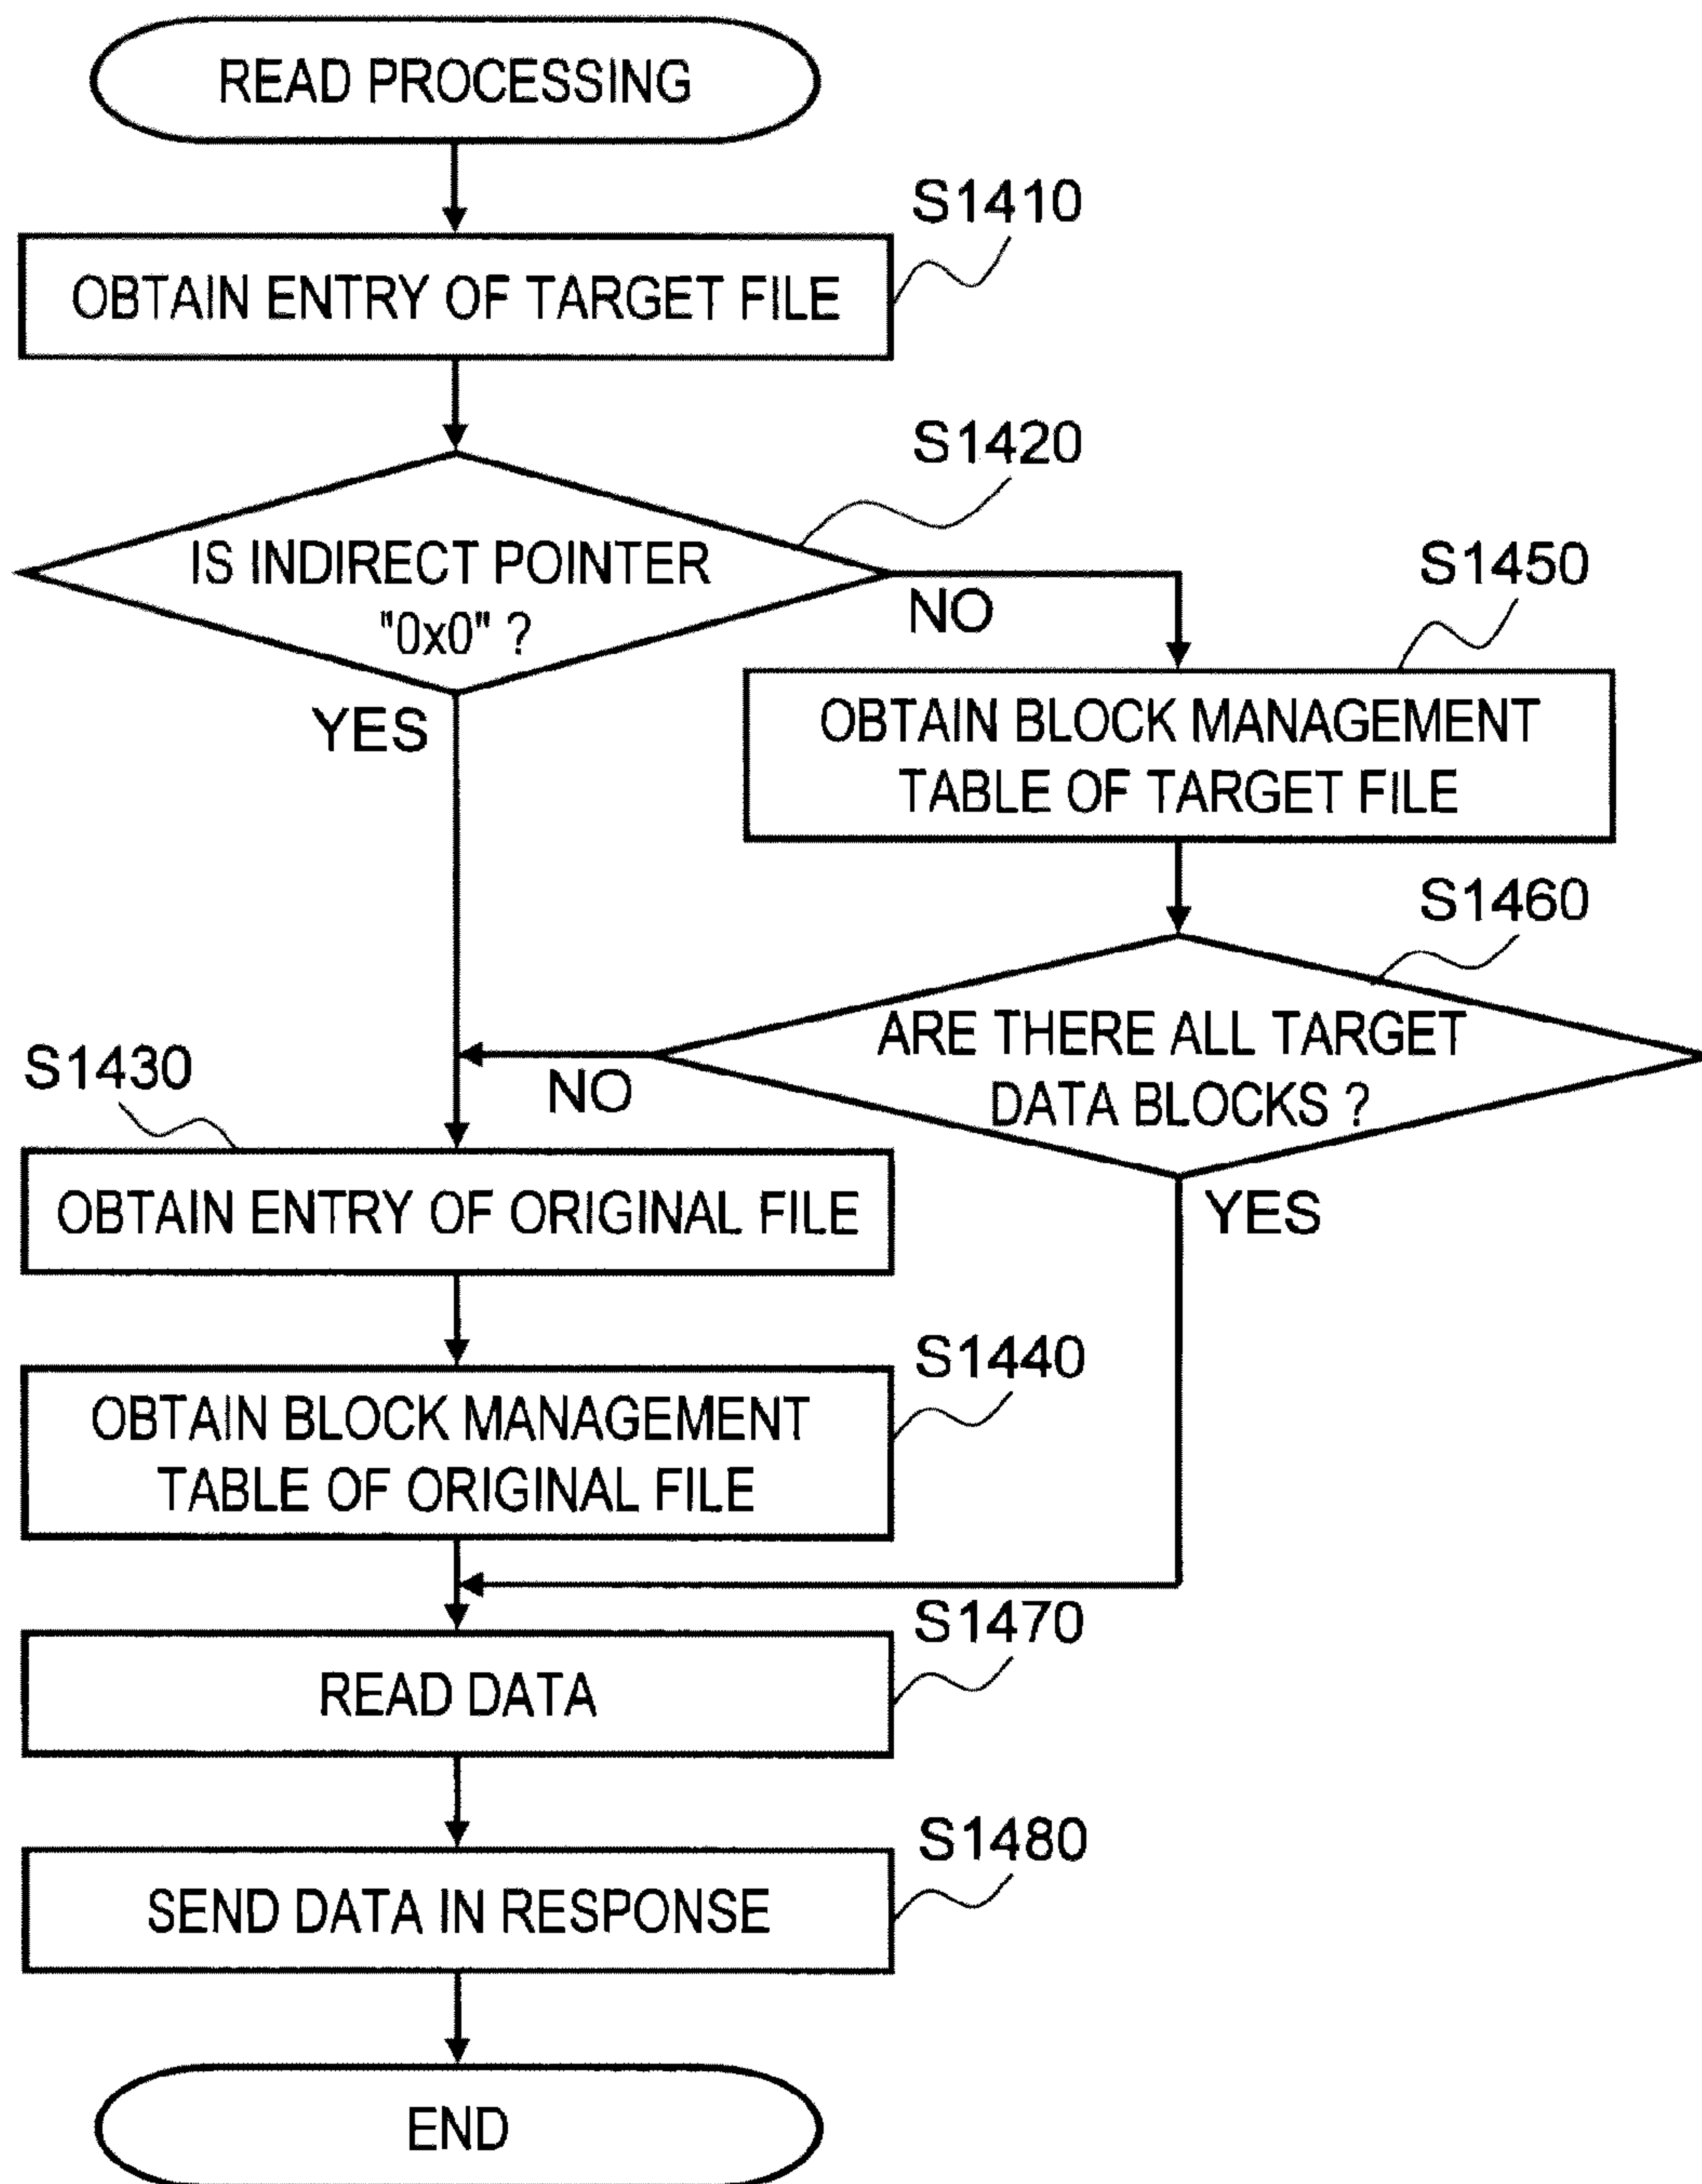 READ PROCESSING
S1410
OBTAIN ENTRY OF TARGET FILE
S1420
IS INDIRECT POINTER
"0x0" ?
NO
YES
S1450
OBTAIN BLOCK MANAGEMENT
TABLE OF TARGET FILE
S1460
ARE THERE ALL TARGET
DATA BLOCKS ?
NO
YES
S1430
OBTAIN ENTRY OF ORIGINAL FILE
S1440
OBTAIN BLOCK MANAGEMENT
TABLE OF ORIGINAL FILE
S1470
READ DATA
S1480
SEND DATA IN RESPONSE
END